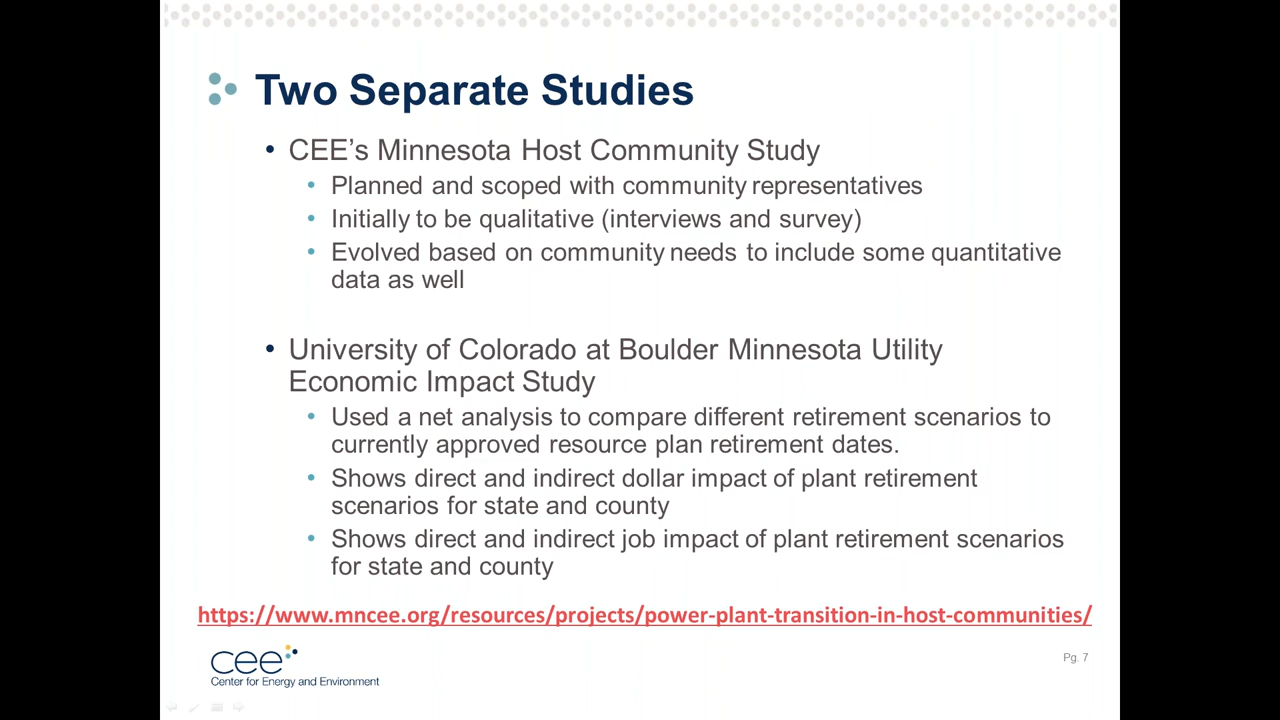 Two Separate Studies
• CEE’s Minnesota Host Community Study
• Planned and scoped with community representatives
• Initially to be qualitative (interviews and survey)
• Evolved based on community needs to include some quantitative
data as well
• University of Colorado at Boulder Minnesota Utility
Economic Impact Study
• Used a net analysis to compare different retirement scenarios to
currently approved resource plan retirement dates.
• Shows direct and indirect dollar impact of plant retirement
scenarios for state and county
• Shows direct and indirect job impact of plant retirement scenarios
for state and county
https://www.mncee.org/resources/projects/power-plant-transition-in-host-communities/
cee
Center for Energy and Environment
Pg. 7